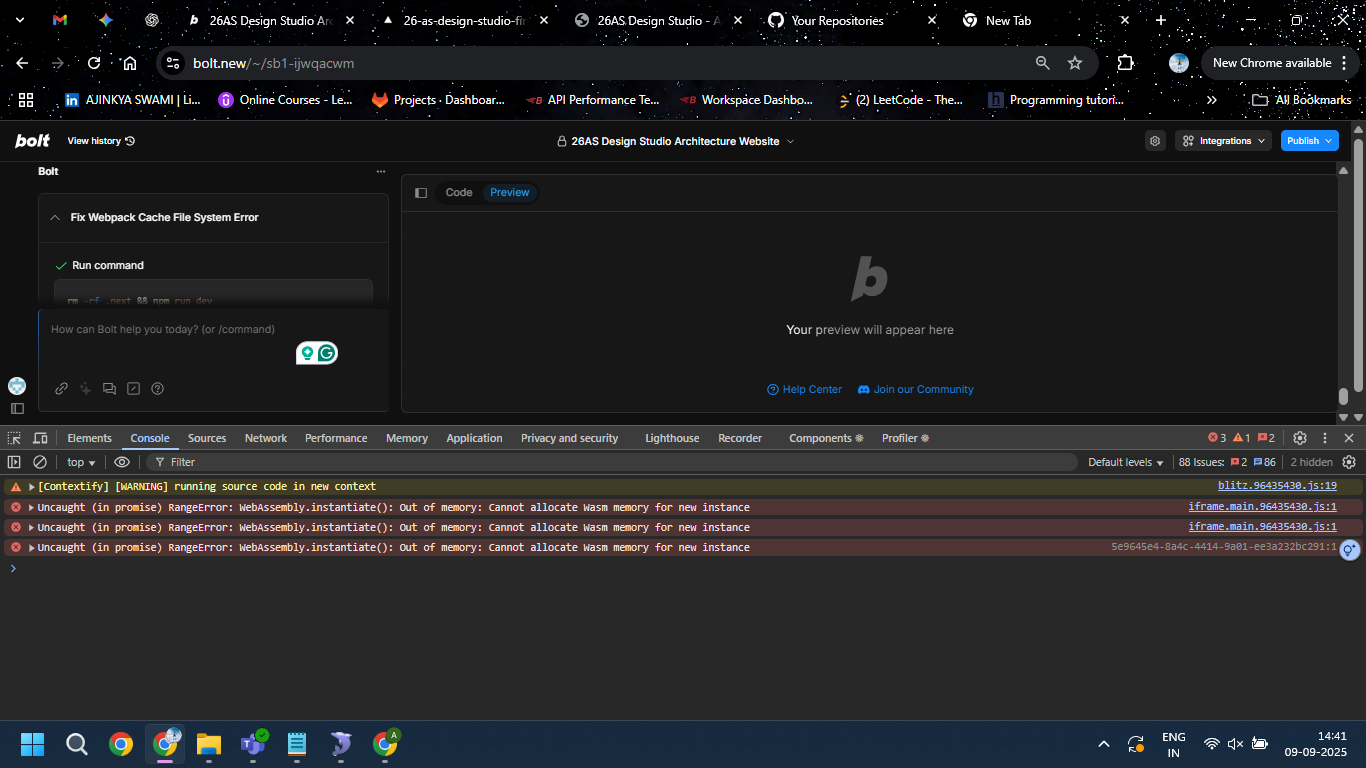 26AS Design Studio Arc
26-as-design-studio-fir
26AS Design Studio - A
Your Repositories
New Tab
bolt.new/~/sb1-ijwqacwm
New Chrome available
AJINKYA SWAMI | Li...
Online Courses - Le...
Projects · Dashboar...
API Performance Te...
Workspace Dashbo...
(2) LeetCode - The...
Programming tutori...
All Bookmarks
bolt
View history
26AS Design Studio Architecture Website
Integrations
Publish
Bolt
Code
Preview
Fix Webpack Cache File System Error
Run command
rm -rf .next && npm run dev
How can Bolt help you today? (or /command)
b
Your preview will appear here
Help Center
Join our Community
Elements
Console
Sources
Network
Performance
Memory
Application
Privacy and security
Lighthouse
Recorder
Components
Profiler
3
1
2
top
Filter
Default levels
88 Issues:
2
86
2 hidden
[Contextify] [WARNING] running source code in new context
blitz.96435430.js:19
Uncaught (in promise) RangeError: WebAssembly.instantiate(): Out of memory: Cannot allocate Wasm memory for new instance
iframe.main.96435430.js:1
Uncaught (in promise) RangeError: WebAssembly.instantiate(): Out of memory: Cannot allocate Wasm memory for new instance
iframe.main.96435430.js:1
Uncaught (in promise) RangeError: WebAssembly.instantiate(): Out of memory: Cannot allocate Wasm memory for new instance
5e9645e4-8a4c-4414-9a01-ee3a232bc291:1
ENG
IN
14:41
09-09-2025